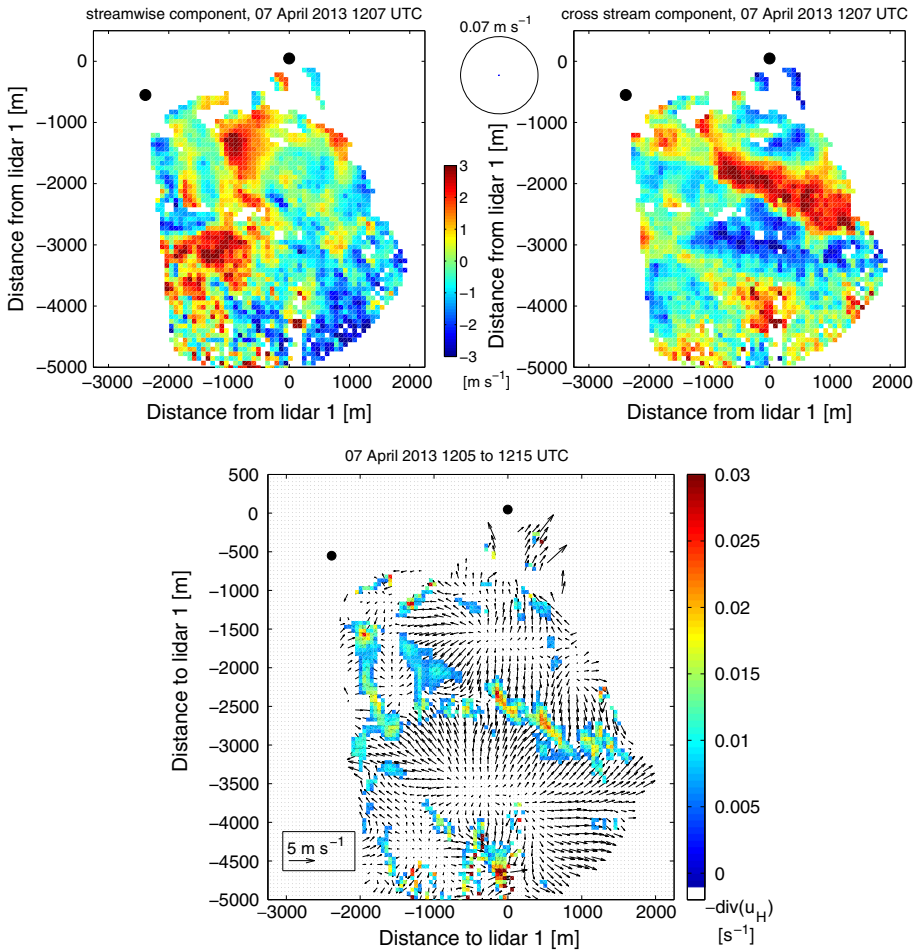 streamwise component, 07 April 2013 1207 UTC
0
−1000
−2000
−3000
−4000
−5000
Distance from lidar 1 [m]
−3000 −2000 −1000 0 1000 2000
Distance from lidar 1 [m]
0.07 m s−1
3
2
1
0
−1
−2
−3
[m s−1]
cross stream component, 07 April 2013 1207 UTC
0
−1000
−2000
−3000
−4000
−5000
Distance from lidar 1 [m]
−3000 −2000 −1000 0 1000 2000
Distance from lidar 1 [m]
07 April 2013 1205 to 1215 UTC
500
0
−500
−1000
−1500
−2000
−2500
−3000
−3500
−4000
−4500
−5000
Distance to lidar 1 [m]
5 m s−1
−3000 −2000 −1000 0 1000 2000
Distance to lidar 1 [m]
0.03
0.025
0.02
0.015
0.01
0.005
0
−div(uH)
[s−1]